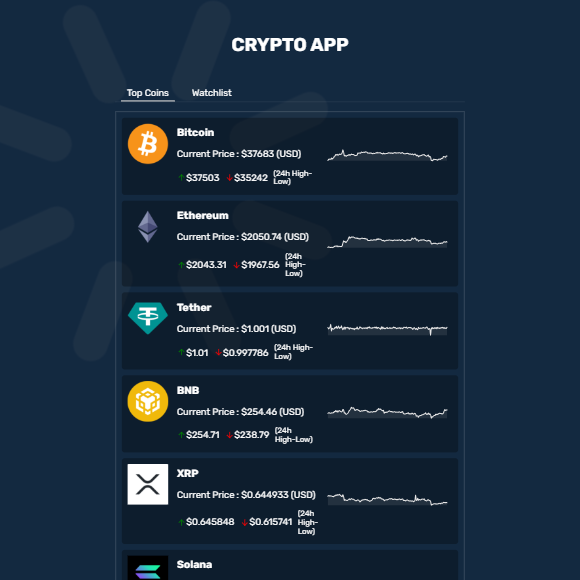 CRYPTO APP
Top Coins Watchlist
Bitcoin
Current Price : $37683 (USD)
↑$37503 ↓$35242 (24h High-
Low)
Ethereum
Current Price : $2050.74 (USD)
↑$2043.31 ↓$1967.56 (24h
High-
Low)
Tether
Current Price : $1.001 (USD)
↑$1.01 ↓$0.997786 (24h High-
Low)
BNB
Current Price : $254.46 (USD)
↑$254.71 ↓$238.79 (24h
High-Low)
XRP
Current Price : $0.644933 (USD)
↑$0.645848 ↓$0.615741 (24h
High-
Low)
Solana